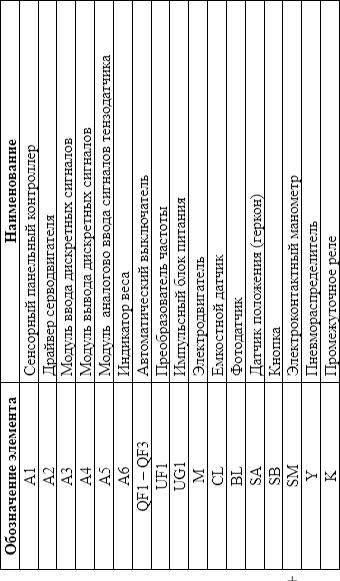 Обозначение элемента Наименование
A1 Сенсорный панельный контроллер
A2 Драйвер серводвигателя
A3 Модуль ввода дискретных сигналов
A4 Модуль вывода дискретных сигналов
A5 Модуль аналогово ввода сигналов тензодатчика
A6 Индикатор веса
QF1 – QF3 Автоматический выключатель
UF1 Преобразователь частоты
UG1 Импульсный блок питания
M Электродвигатель
CL Емкостной датчик
BL Фотодатчик
SA Датчик положения (геркон)
SB Кнопка
SM Электроконтактный манометр
Y Пневмораспределитель
K Промежуточное реле
+